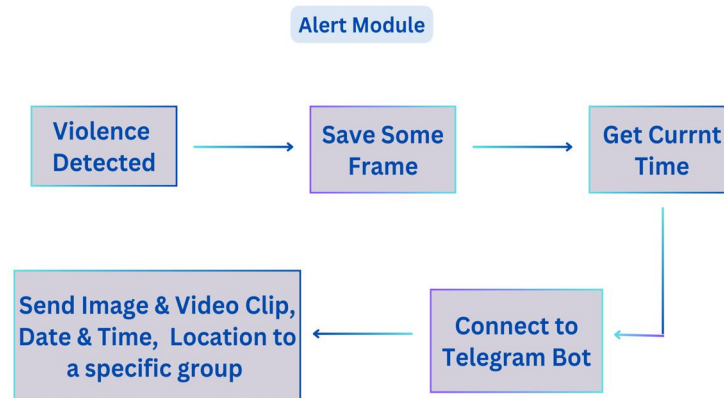 Alert Module
Violence
Detected
Save Some
Frame
Get Currnt
Time
Connect to
Telegram Bot
Send Image & Video Clip,
Date & Time, Location to
a specific group